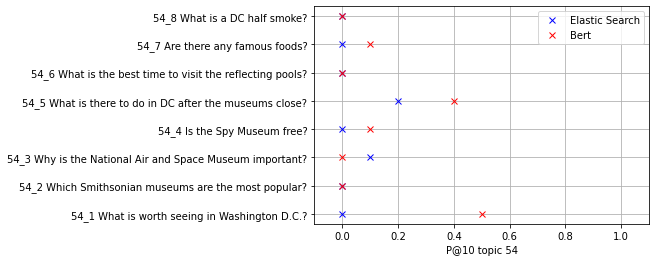 54_8 What is a DC half smoke?
54_7 Are there any famous foods?
54_6 What is the best time to visit the reflecting pools?
54_5 What is there to do in DC after the museums close?
54_4 Is the Spy Museum free?
54_3 Why is the National Air and Space Museum important?
54_2 Which Smithsonian museums are the most popular?
54_1 What is worth seeing in Washington D.C.?
Elastic Search
Bert
0.0 0.2 0.4 0.6 0.8 1.0
P@10 topic 54